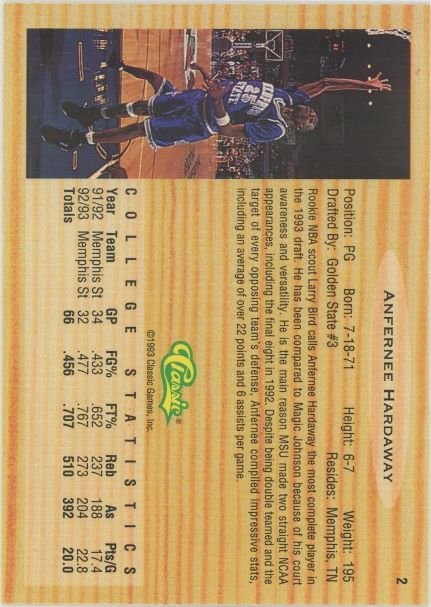 2
ANFERNEE HARDAWAY
Position: PG Born: 7-18-71 Height: 6-7 Weight: 195
Drafted By: Golden State #3 Resides: Memphis, TN
Rookie NBA scout Larry Bird calls Anfernee Hardaway the most complete player in
the 1993 draft. He has been compared to Magic Johnson because of his court
awareness and versatility. He is the main reason MSU made two straight NCAA
appearances, including the final eight in 1992. Despite being double teamed and the
target of every opposing team's defense, Anfernee compiled impressive stats,
including an average of over 22 points and 6 assists per game.
Classic®
©1993 Classic Games, Inc.
COLLEGE STATISTICS
Year Team GP FG% FT% Reb As Pts/G
91/92 Memphis St 34 .433 .652 237 188 17.4
92/93 Memphis St 32 .477 .767 273 204 22.8
Totals 66 .456 .707 510 392 20.0
25
STATE